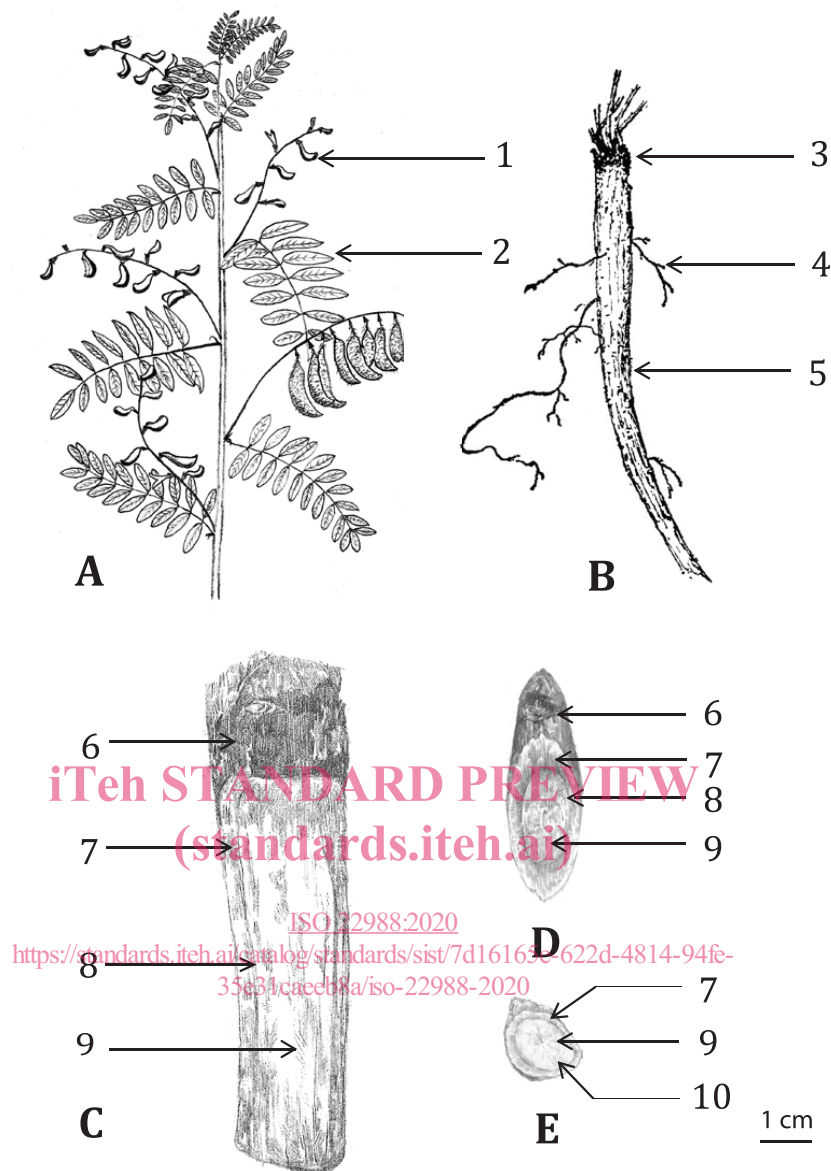 1
2
3
4
5
A
B
6
7
8
9
C
6
7
8
9
D
7
9
10
E
1 cm
iTeh STANDARD PREVIEW
(standards.iteh.ai)
ISO 22988:2020
https://standards.iteh.ai/catalog/standards/sist/7d16165c-622d-4814-94fe-
35e31caeeb8a/iso-22988-2020